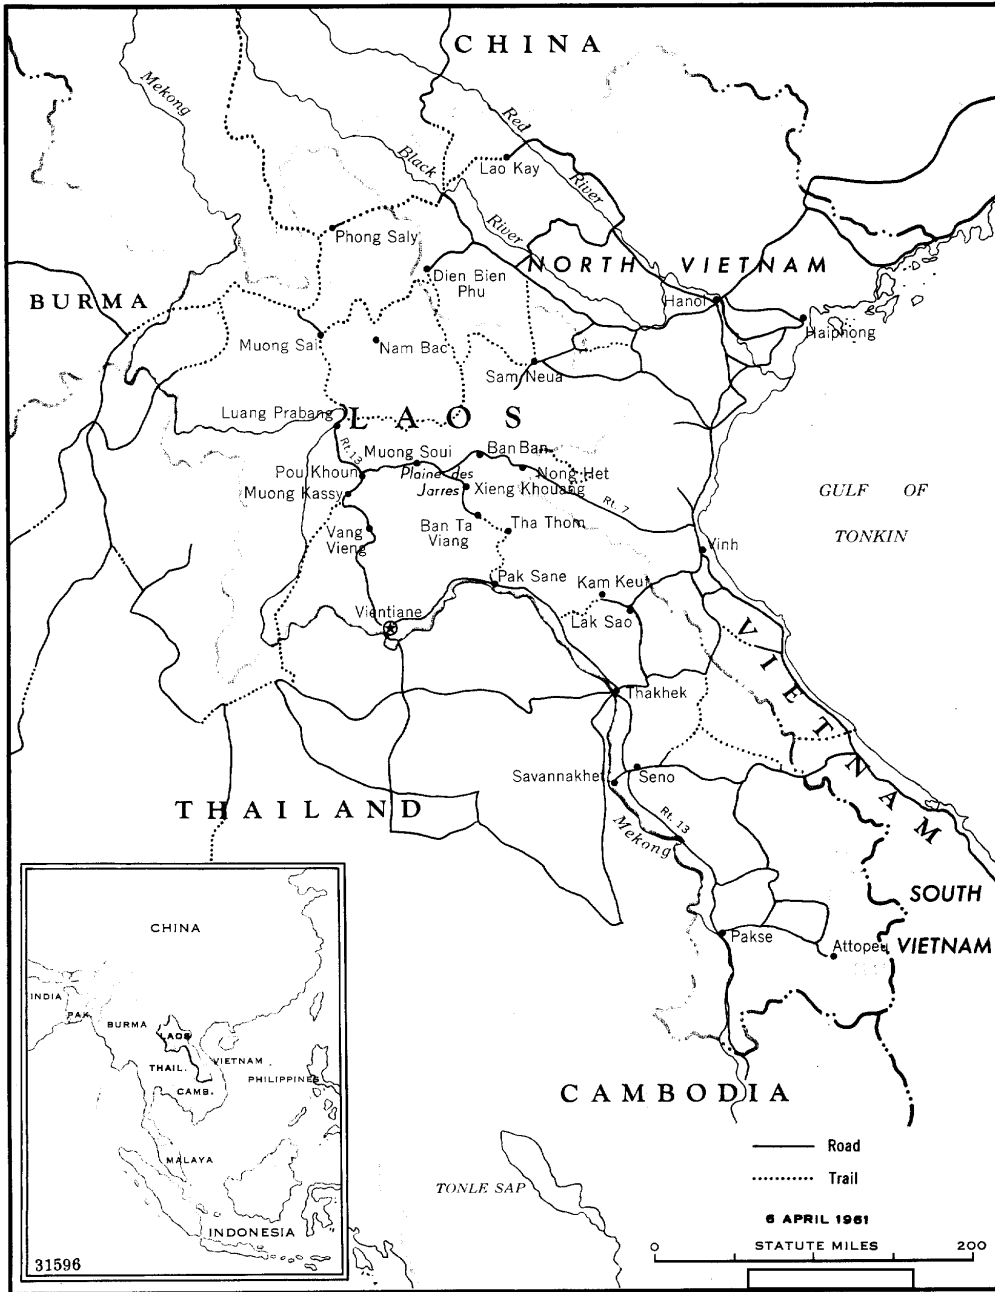 CHINA
Mekong
Red
River
Black
River
Lao Kay
Phong Saly
Dien Bien
Phu
NORTH VIETNAM
Hanoi
Haiphong
BURMA
Muong Sai
Nam Bac
Sam Neua
Luang Prabang
LAOS
Rt. 13
Muong Soui
Ban Ban
Pou Khoun
Plaine des
Jarres
Nong Het
Xieng Khouang
Muong Kassy
Rt. 7
GULF OF
TONKIN
Vang
Vieng
Ban Ta
Viang
Tha Thom
Vinh
Pak Sane
Kam Keut
Vientiane
Lak Sao
VIETNAM
Thakhek
Savannakhet
Seno
THAILAND
Mekong
Rt. 13
SOUTH
VIETNAM
Pakse
Attopeu
CAMBODIA
TONLE SAP
Road
Trail
6 APRIL 1961
STATUTE MILES
0
200
CHINA
INDIA
PAK.
BURMA
LAOS
THAIL.
VIETNAM
CAMB.
PHILIPPINES
MALAYA
INDONESIA
31596